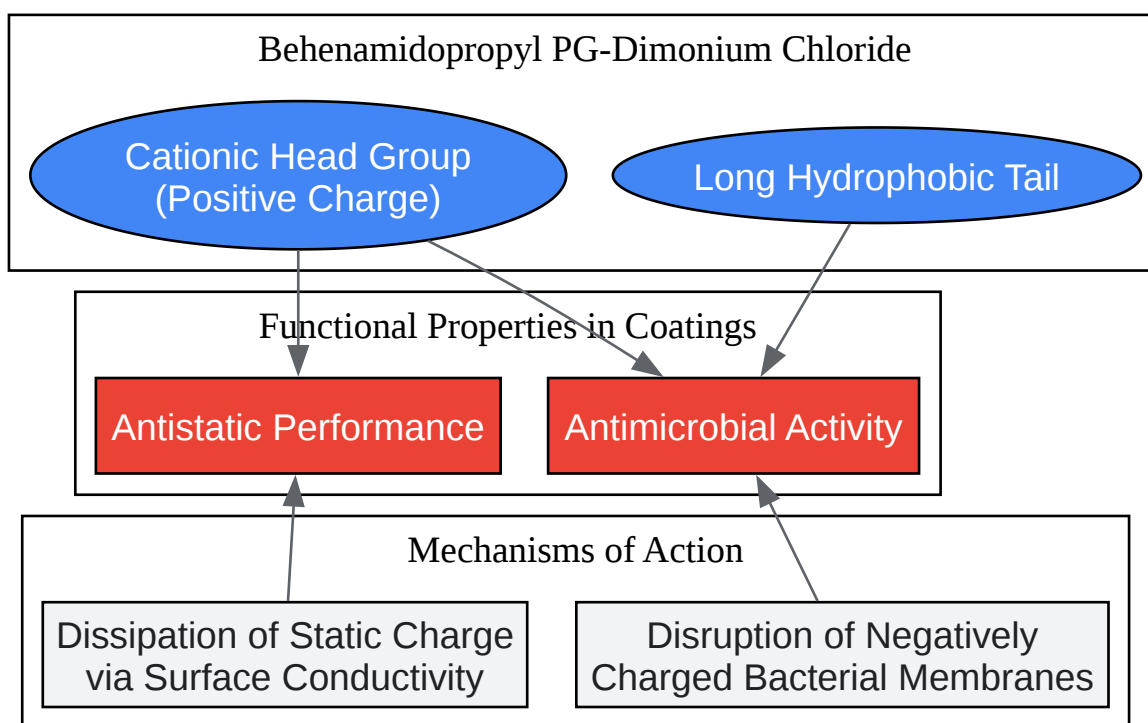 Behenamidopropyl PG-Dimonium Chloride
Cationic Head Group
(Positive Charge)
Long Hydrophobic Tail
Functional Properties in Coatings
Antistatic Performance
Antimicrobial Activity
Mechanisms of Action
Dissipation of Static Charge
via Surface Conductivity
Disruption of Negatively
Charged Bacterial Membranes